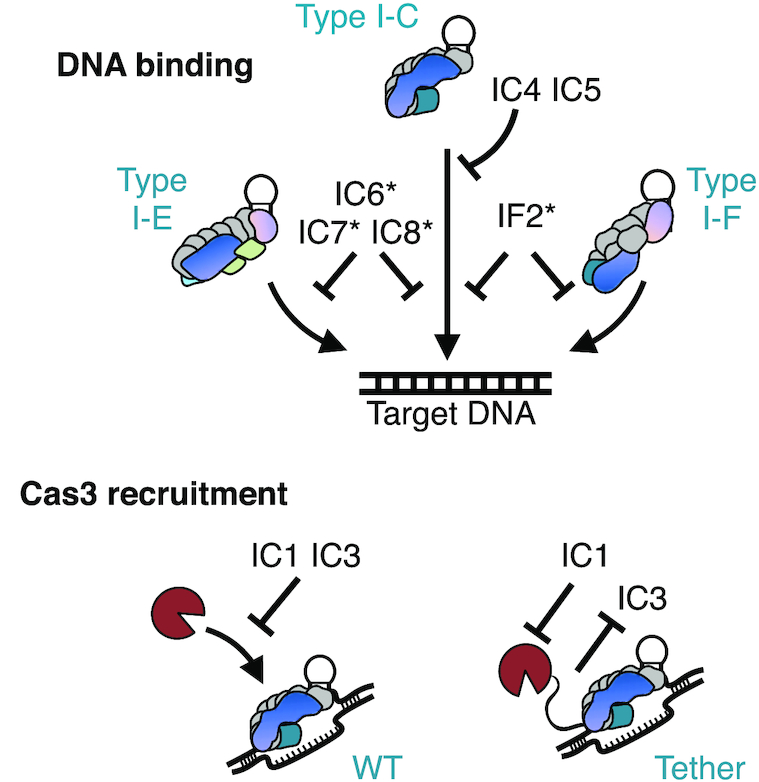 Type I-C
DNA binding
IC4 IC5
Type
I-E
IC6*
IC7* IC8*
IF2*
Type
I-F
Target DNA
Cas3 recruitment
IC1 IC3
IC1
IC3
WT
Tether